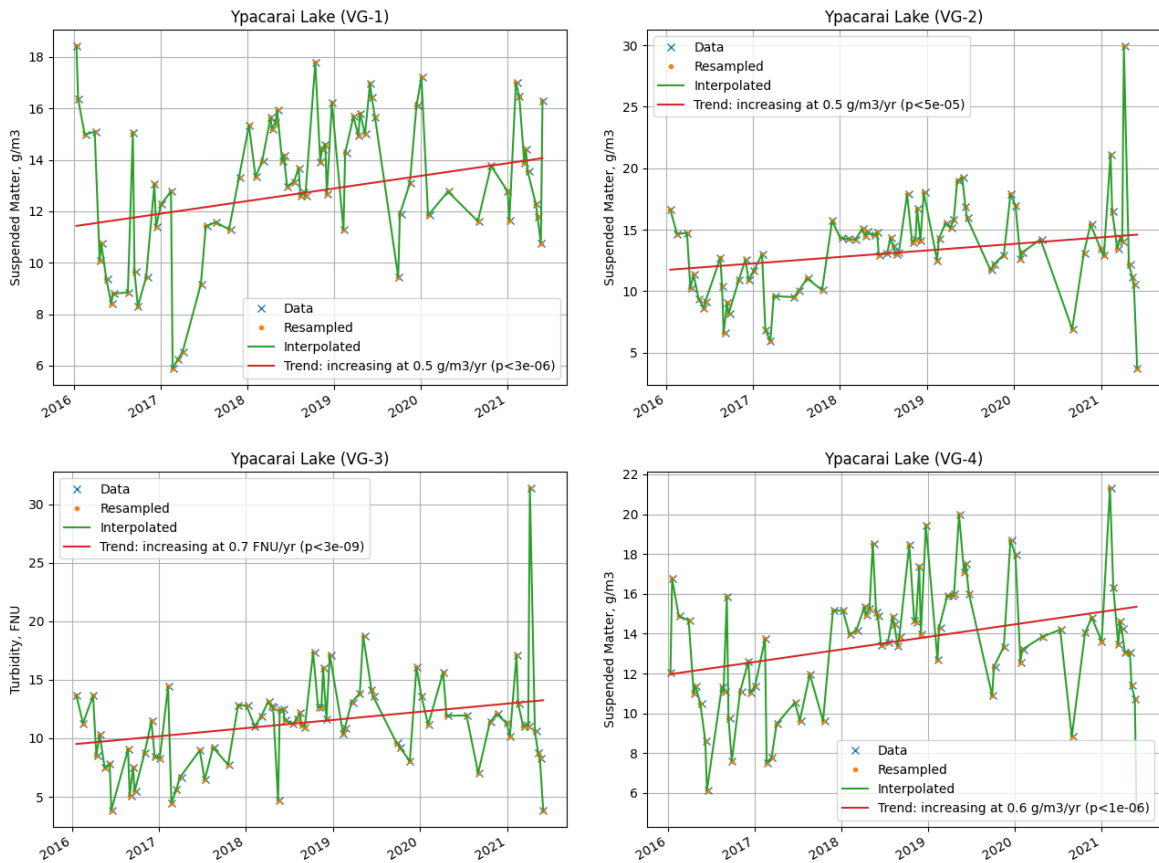 Ypacarai Lake (VG-1)
Suspended Matter, g/m3
18
16
14
12
10
8
6
Data
Resampled
Interpolated
Trend: increasing at 0.5 g/m3/yr (p<3e-06)
2016
2017
2018
2019
2020
2021
Ypacarai Lake (VG-2)
Suspended Matter, g/m3
30
25
20
15
10
5
Data
Resampled
Interpolated
Trend: increasing at 0.5 g/m3/yr (p<5e-05)
2016
2017
2018
2019
2020
2021
Ypacarai Lake (VG-3)
Turbidity, FNU
30
25
20
15
10
5
Data
Resampled
Interpolated
Trend: increasing at 0.7 FNU/yr (p<3e-09)
2016
2017
2018
2019
2020
2021
Ypacarai Lake (VG-4)
Suspended Matter, g/m3
22
20
18
16
14
12
10
8
6
Data
Resampled
Interpolated
Trend: increasing at 0.6 g/m3/yr (p<1e-06)
2016
2017
2018
2019
2020
2021